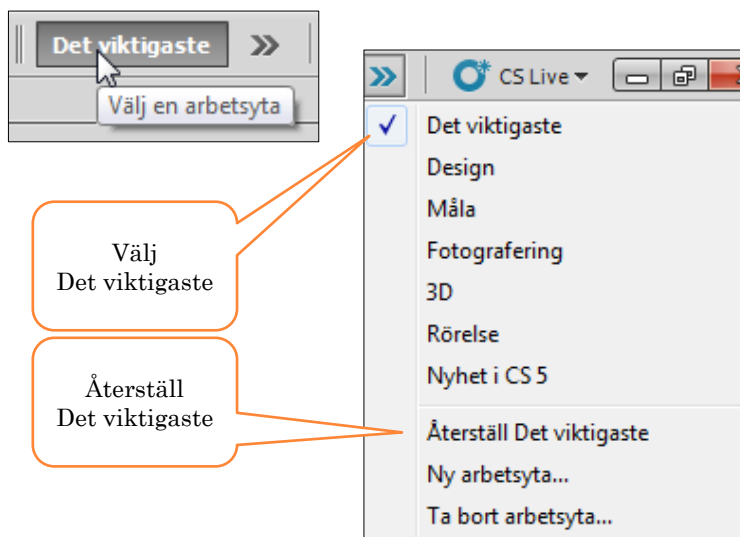 Det viktigaste
Välj en arbetsyta
CS Live
Det viktigaste
Design
Måla
Fotografering
3D
Rörelse
Nyhet i CS 5
Återställ Det viktigaste
Ny arbetsyta...
Ta bort arbetsyta...
Välj
Det viktigaste
Återställ
Det viktigaste